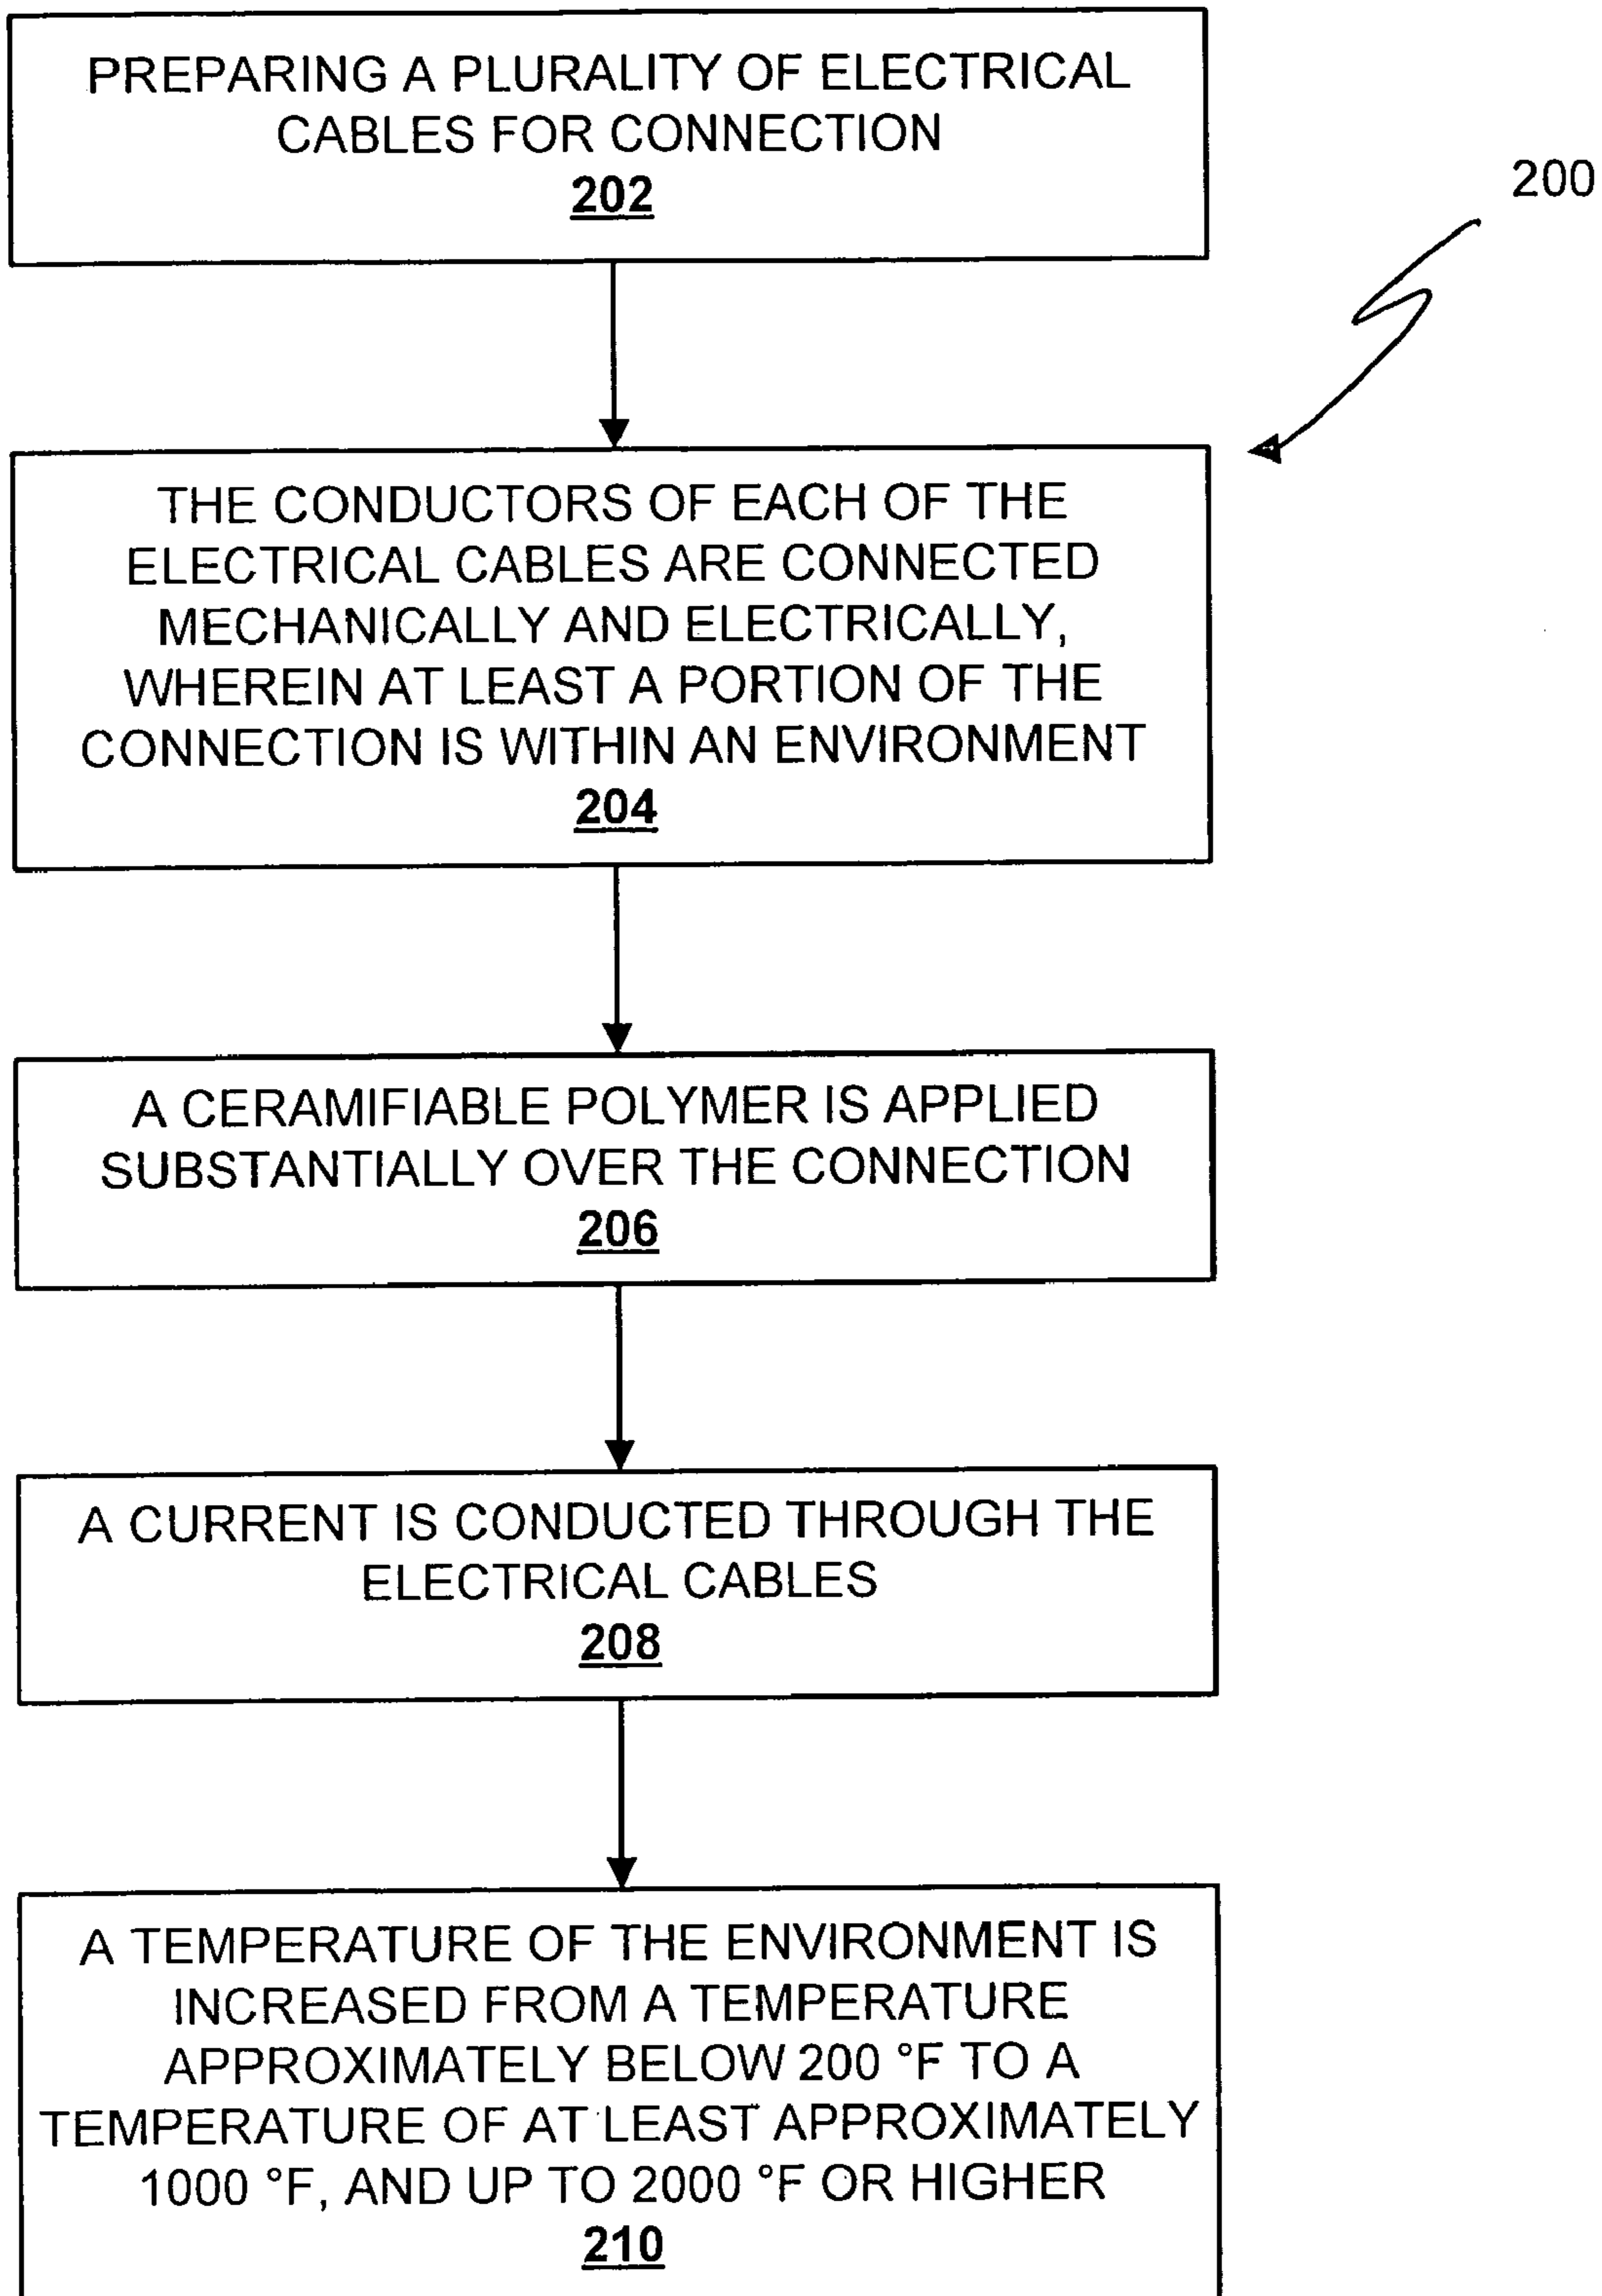 PREPARING A PLURALITY OF ELECTRICAL
CABLES FOR CONNECTION
202
200
THE CONDUCTORS OF EACH OF THE
ELECTRICAL CABLES ARE CONNECTED
MECHANICALLY AND ELECTRICALLY,
WHEREIN AT LEAST A PORTION OF THE
CONNECTION IS WITHIN AN ENVIRONMENT
204
A CERAMIFIABLE POLYMER IS APPLIED
SUBSTANTIALLY OVER THE CONNECTION
206
A CURRENT IS CONDUCTED THROUGH THE
ELECTRICAL CABLES
208
A TEMPERATURE OF THE ENVIRONMENT IS
INCREASED FROM A TEMPERATURE
APPROXIMATELY BELOW 200 °F TO A
TEMPERATURE OF AT LEAST APPROXIMATELY
1000 °F, AND UP TO 2000 °F OR HIGHER
210